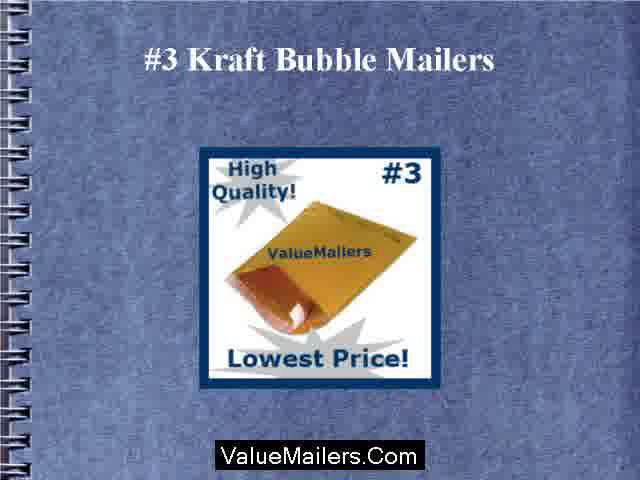 #3 Kraft Bubble Mailers
High
Quality!
#3
ValueMailers
Lowest Price!
ValueMailers.Com